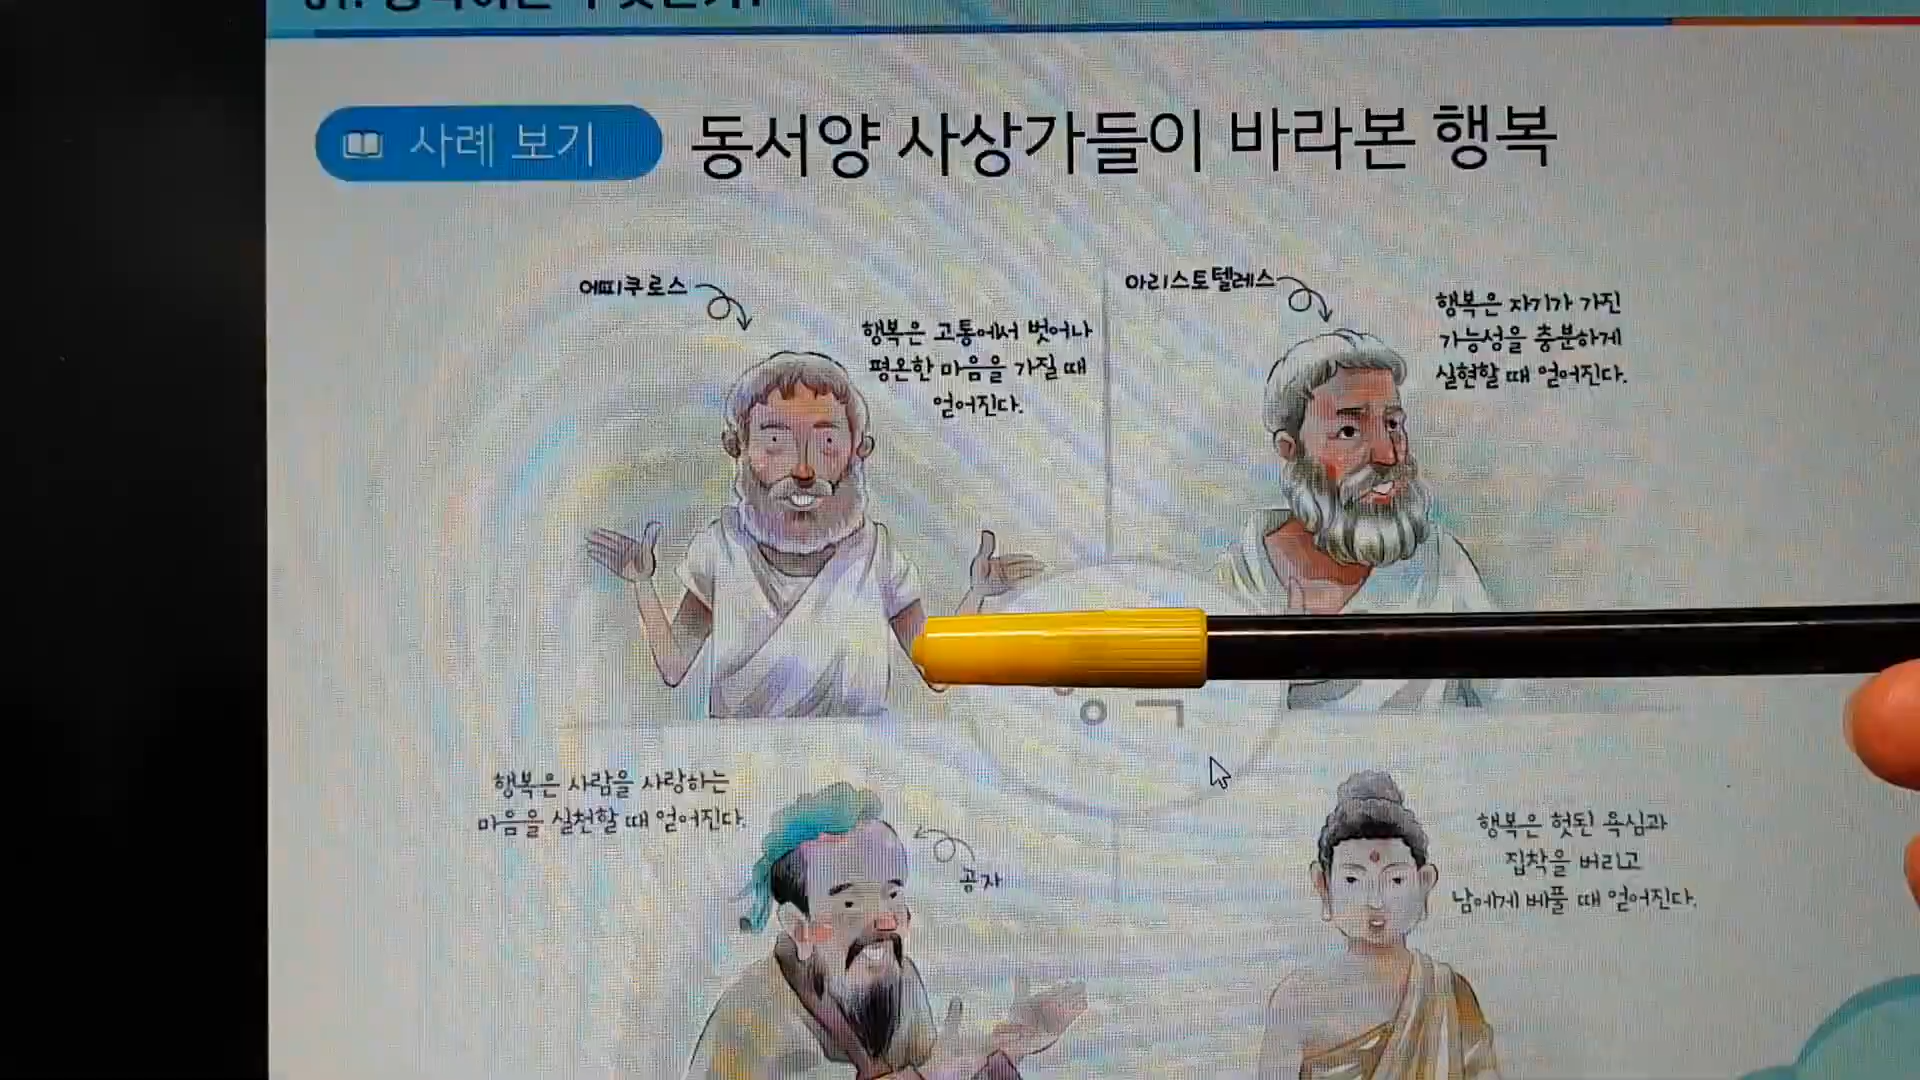 사례 보기
동서양 사상가들이 바라본 행복
에피쿠로스
행복은 고통에서 벗어나
평온한 마음을 가질 때
얻어진다.
아리스토텔레스
행복은 자기가 가진
가능성을 충분하게
실현할 때 얻어진다.
행복은 사람을 사랑하는
마음을 실천할 때 얻어진다.
공자
행복은 헛된 욕심과
집착을 버리고
남에게 베풀 때 얻어진다.